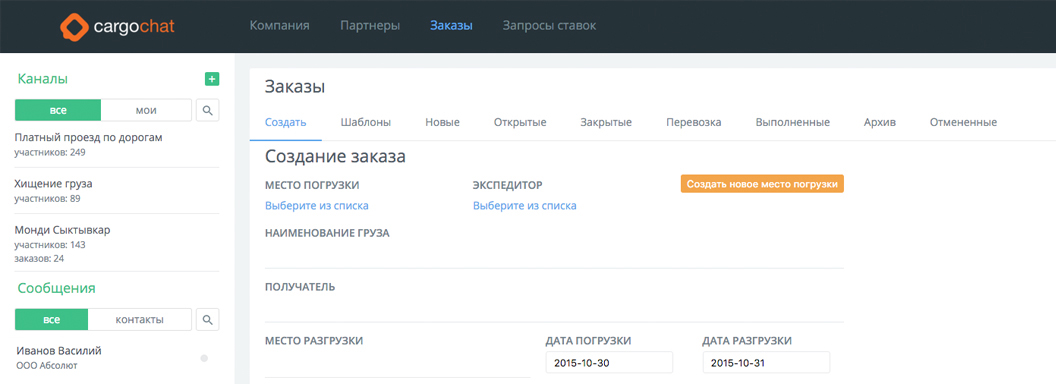 cargochat Компания Партнеры Заказы Запросы ставок
Каналы +
все мои
Платный проезд по дорогам
участников: 249
Хищение груза
участников: 89
Монди Сыктывкар
участников: 143
заказов: 24
Сообщения
все контакты
Иванов Василий
ООО Абсолют
Заказы
Создать Шаблоны Новые Открытые Закрытые Перевозка Выполненные Архив Отмененные
Создание заказа
МЕСТО ПОГРУЗКИ ЭКСПЕДИТОР Создать новое место погрузки
Выберите из списка Выберите из списка
НАИМЕНОВАНИЕ ГРУЗА
ПОЛУЧАТЕЛЬ
МЕСТО РАЗГРУЗКИ ДАТА ПОГРУЗКИ ДАТА РАЗГРУЗКИ
2015-10-30 2015-10-31